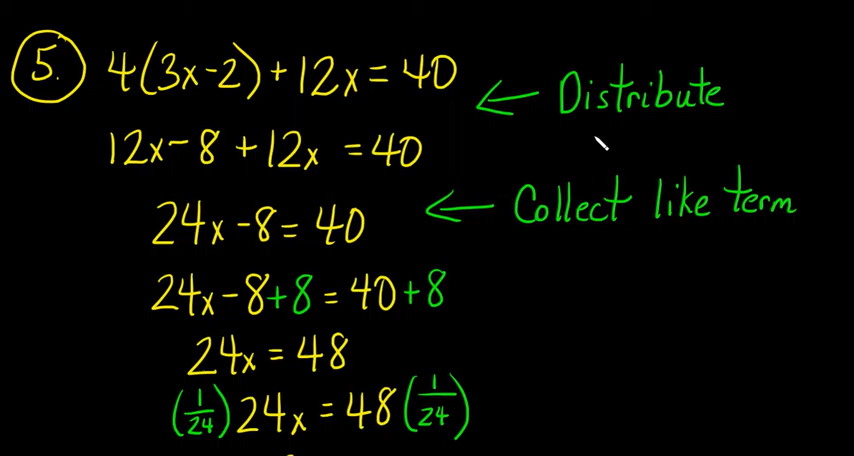 5. 4(3x-2)+12x=40
← Distribute
12x-8+12x=40
24x-8=40
← Collect like term
24x-8+8=40+8
24x=48
(1/24)24x=48(1/24)